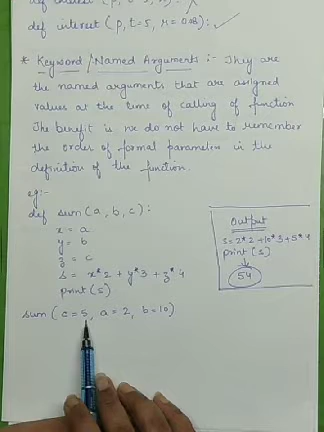 def interest (p, t=5, r=0.08): ✓
* Keyword / Named Arguments :- They are
the named arguments that are assigned
values at the time of calling of function
The benefit is we do not have to remember
the order of formal parameters in the
definition of the function.
eg:-
def sum(a, b, c):
x = a
y = b
z = c
s = x*2 + y*3 + z*4
print(s)
sum (c=5, a=2, b=10)
Output
s=2*2+10*3+5*4
print(s)
54